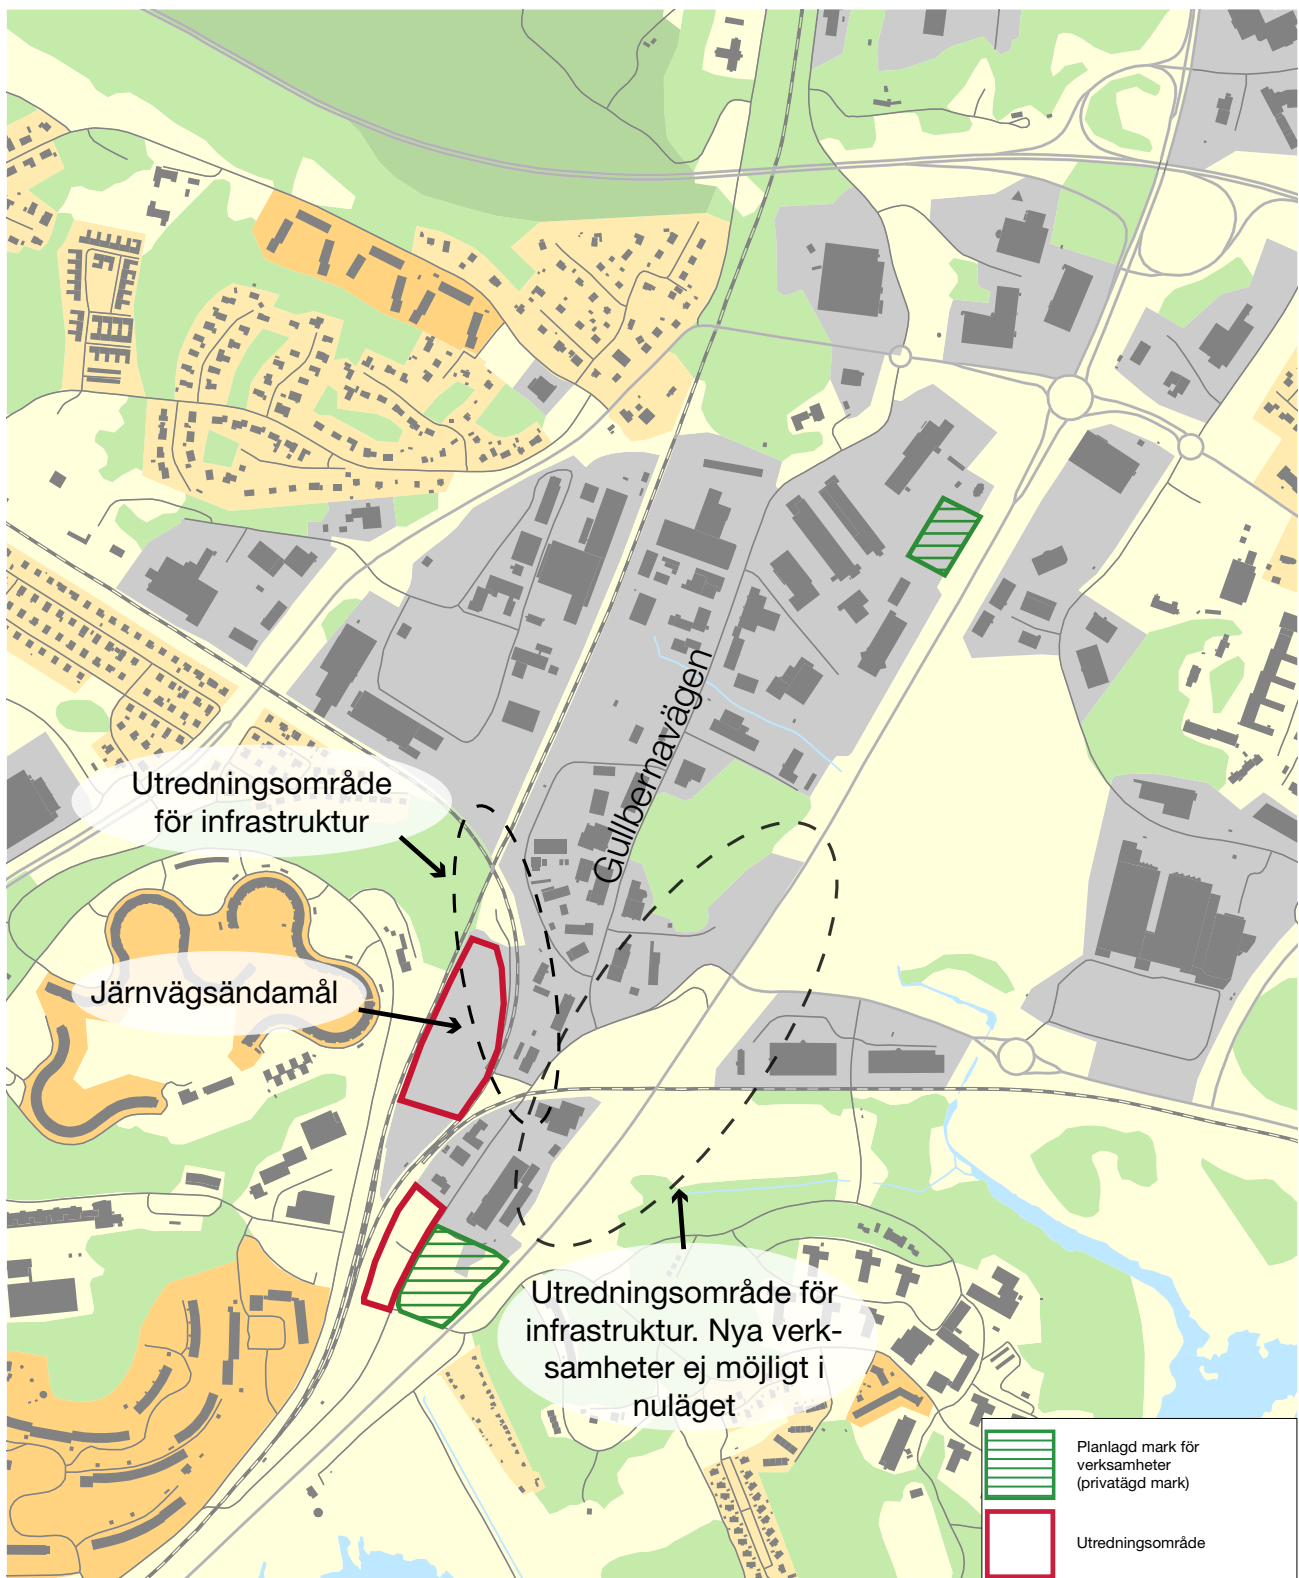 Gullbernavägen
Utredningsområde
för infrastruktur
Järnvägsändamål
Utredningsområde för
infrastruktur. Nya verk-
samheter ej möjligt i
nuläget
Planlagd mark för
verksamheter
(privatägd mark)
Utredningsområde